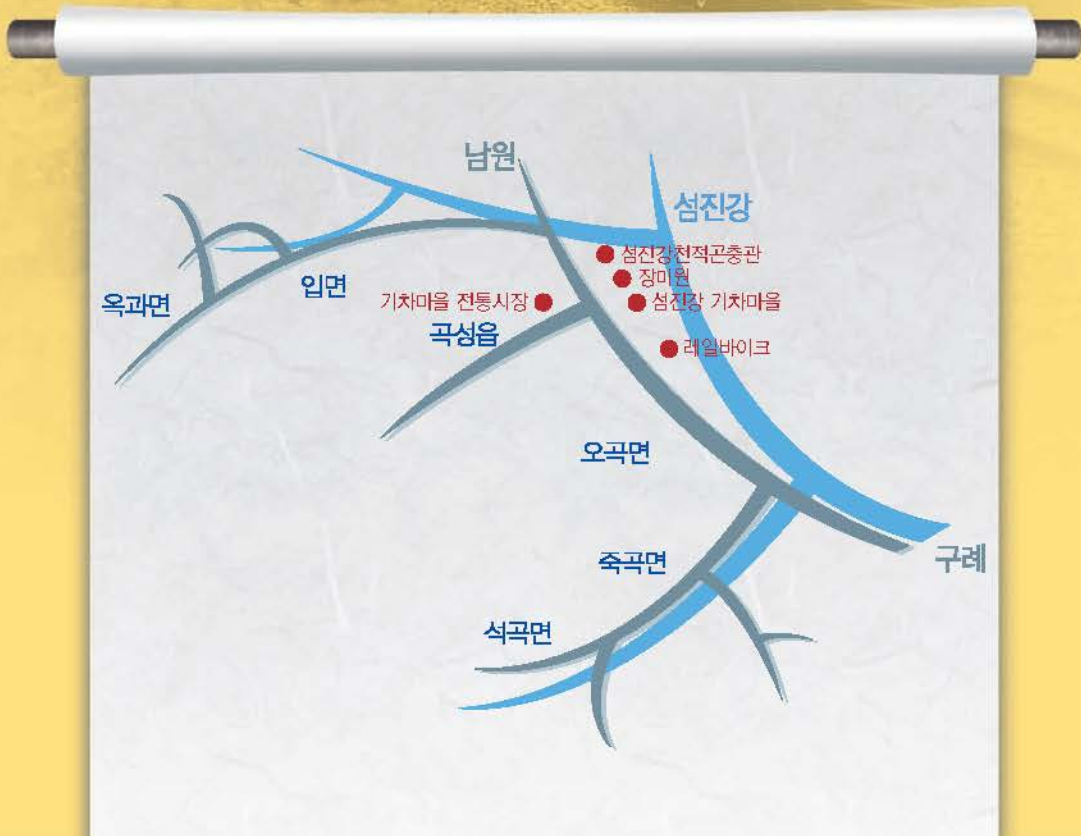 남원
섬진강
섬진강천적곤충관
장미원
옥과면
입면
기차마을 전통시장
섬진강 기차마을
곡성읍
레일바이크
오곡면
죽곡면
구례
석곡면